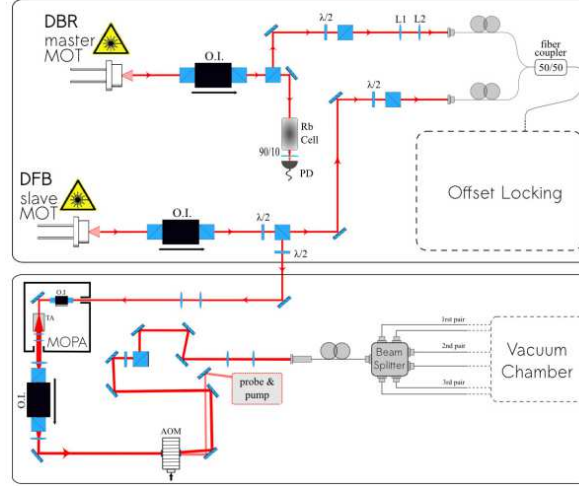 DBR
master
MOT
O.I.
λ/2
L1 L2
fiber
coupler
50/50
λ/2
Rb
Cell
90/10
PD
Offset Locking
DFB
slave
MOT
O.I.
λ/2
λ/2
O.I.
TA
MOPA
O.I.
AOM
probe &
pump
Beam
Splitter
1rst pair
2nd pair
3rd pair
Vacuum
Chamber